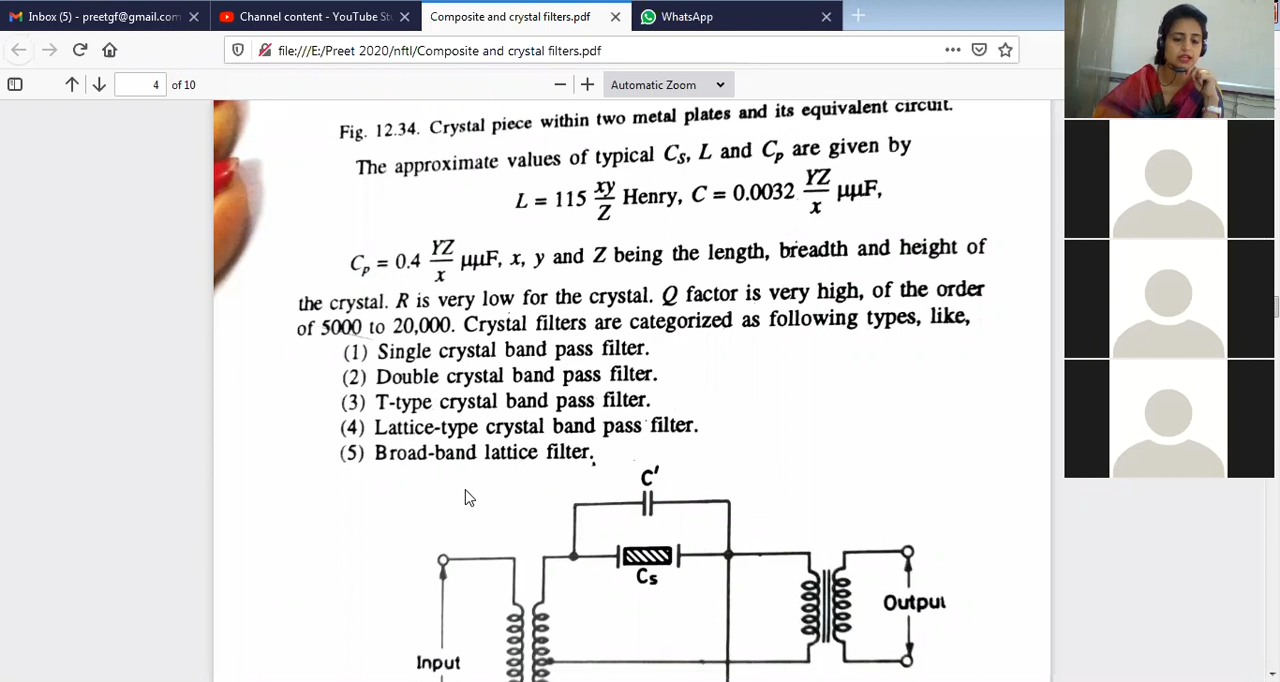 Inbox (5) - preetgf@gmail.com
Channel content - YouTube St
Composite and crystal filters.pdf
WhatsApp
file:///E:/Preet 2020/nftl/Composite and crystal filters.pdf
4 of 10
Automatic Zoom
Fig. 12.34. Crystal piece within two metal plates and its equivalent circuit.
The approximate values of typical Cs, L and Cp are given by
L = 115 xy/Z Henry, C = 0.0032 YZ/x μμF,
Cp = 0.4 YZ/x μμF, x, y and Z being the length, breadth and height of
the crystal. R is very low for the crystal. Q factor is very high, of the order
of 5000 to 20,000. Crystal filters are categorized as following types, like,
(1) Single crystal band pass filter.
(2) Double crystal band pass filter.
(3) T-type crystal band pass filter.
(4) Lattice-type crystal band pass filter.
(5) Broad-band lattice filter.
C'
Cs
Output
Input